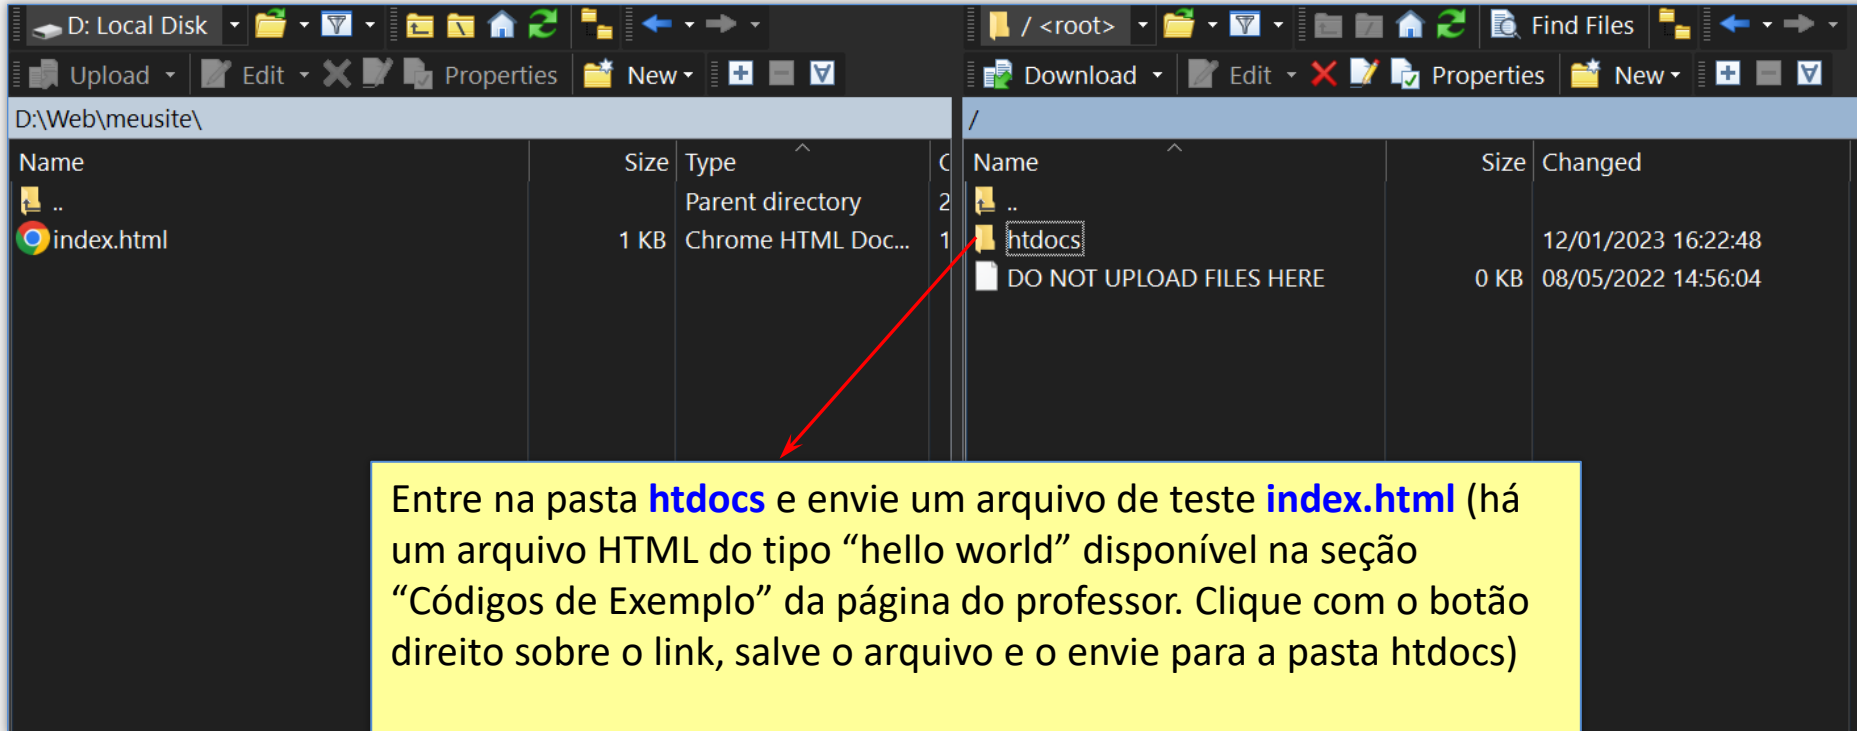 D: Local Disk
Upload Edit Properties New
D:\Web\meusite\
Name Size Type C
.. Parent directory 2
index.html 1 KB Chrome HTML Doc... 1
/ <root> Find Files
Download Edit Properties New
/
Name Size Changed
..
htdocs 12/01/2023 16:22:48
DO NOT UPLOAD FILES HERE 0 KB 08/05/2022 14:56:04
Entre na pasta htdocs e envie um arquivo de teste index.html (há
um arquivo HTML do tipo “hello world” disponível na seção
“Códigos de Exemplo” da página do professor. Clique com o botão
direito sobre o link, salve o arquivo e o envie para a pasta htdocs)